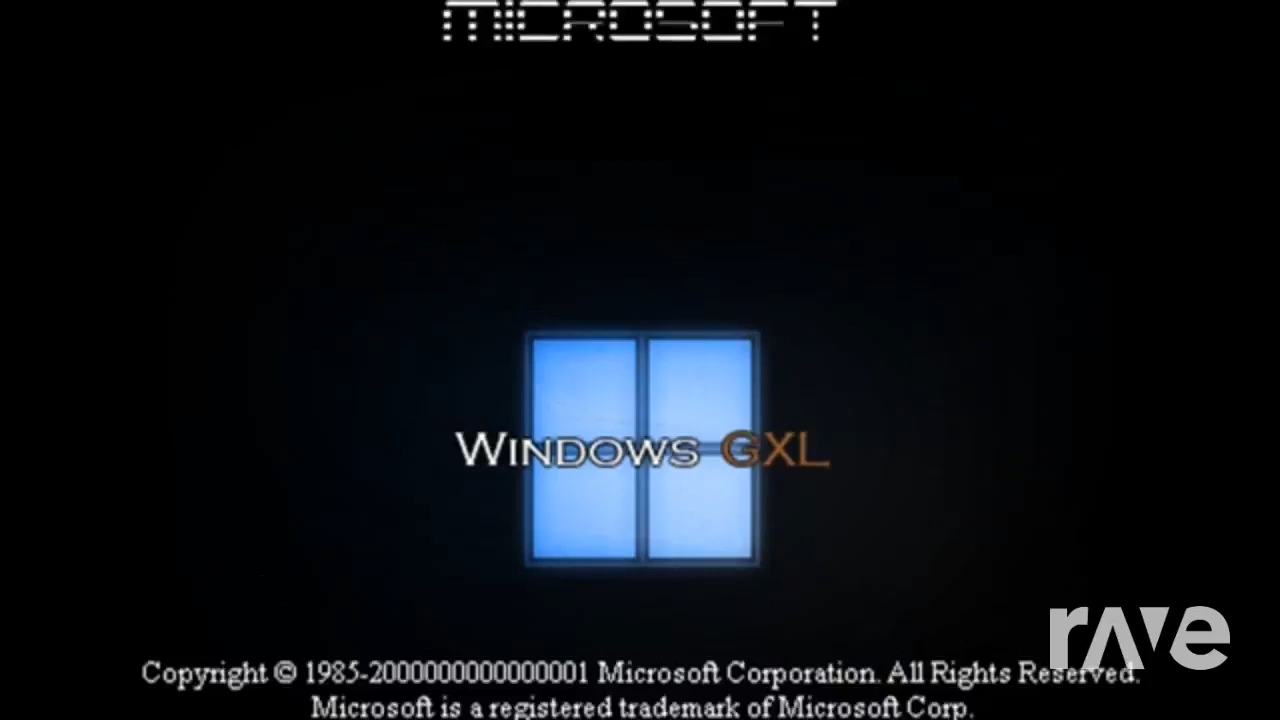 MICROSOFT
WINDOWS GXL
rave
Copyright © 1985-2000000000000001 Microsoft Corporation. All Rights Reserved.
Microsoft is a registered trademark of Microsoft Corp.